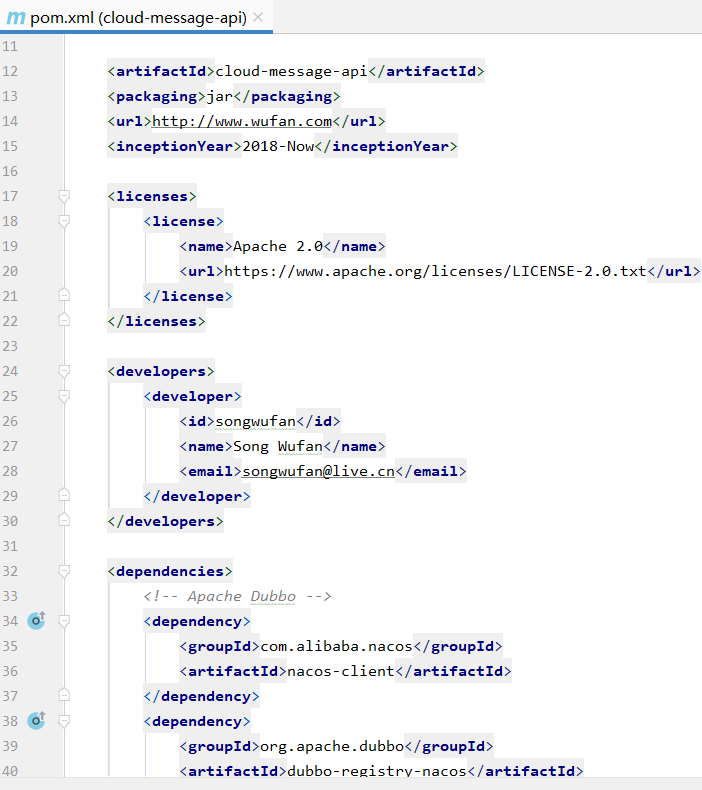 m pom.xml (cloud-message-api) ×
11
12 <artifactId>cloud-message-api</artifactId>
13 <packaging>jar</packaging>
14 <url>http://www.wufan.com</url>
15 <inceptionYear>2018-Now</inceptionYear>
16
17 <licenses>
18 <license>
19 <name>Apache 2.0</name>
20 <url>https://www.apache.org/licenses/LICENSE-2.0.txt</url>
21 </license>
22 </licenses>
23
24 <developers>
25 <developer>
26 <id>songwufan</id>
27 <name>Song Wufan</name>
28 <email>songwufan@live.cn</email>
29 </developer>
30 </developers>
31
32 <dependencies>
33 <!-- Apache Dubbo -->
34 <dependency>
35 <groupId>com.alibaba.nacos</groupId>
36 <artifactId>nacos-client</artifactId>
37 </dependency>
38 <dependency>
39 <groupId>org.apache.dubbo</groupId>
40 <artifactId>dubbo-registry-nacos</artifactId>